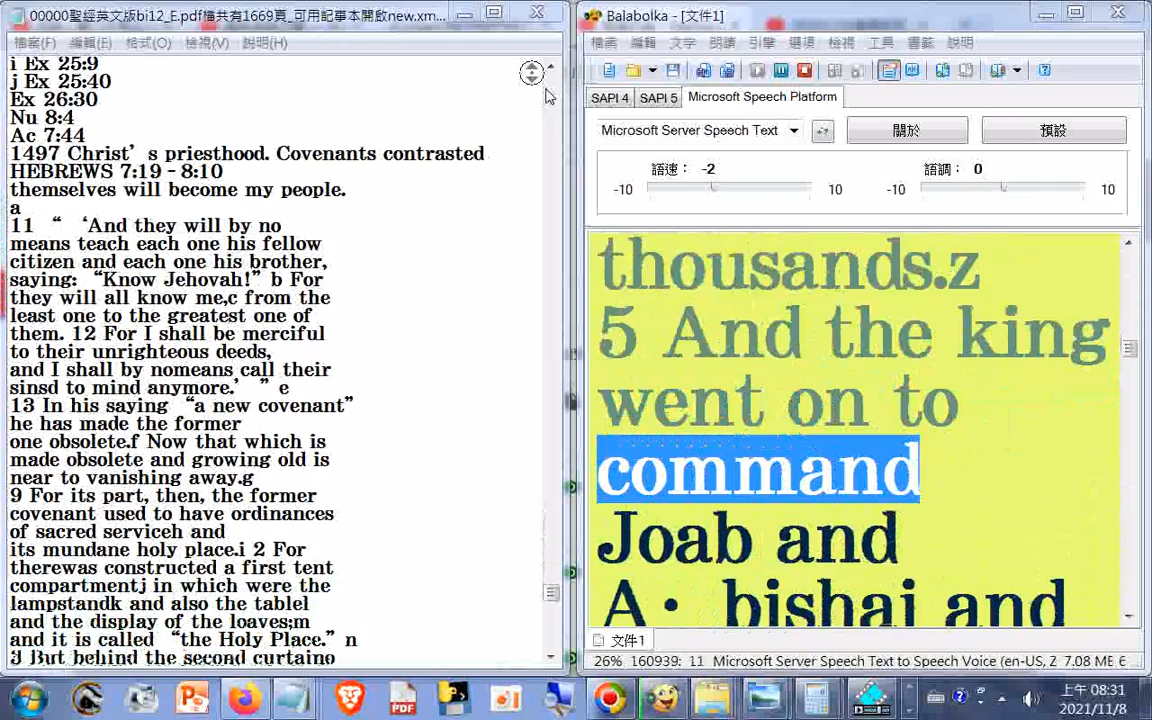 00000聖經英文版bi12_E.pdf檔共有1669頁_可用記事本開啟new.xm...
檔案(F) 編輯(E) 格式(O) 檢視(V) 說明(H)
i Ex 25:9
j Ex 25:40
Ex 26:30
Nu 8:4
Ac 7:44
1497 Christ’s priesthood. Covenants contrasted
HEBREWS 7:19 – 8:10
themselves will become my people.
a
11 “ ‘And they will by no
means teach each one his fellow
citizen and each one his brother,
saying: “Know Jehovah!” b For
they will all know me,c from the
least one to the greatest one of
them. 12 For I shall be merciful
to their unrighteous deeds,
and I shall by nomeans call their
sinsd to mind anymore.’ ” e
13 In his saying “a new covenant”
he has made the former
one obsolete.f Now that which is
made obsolete and growing old is
near to vanishing away.g
9 For its part, then, the former
covenant used to have ordinances
of sacred serviceh and
its mundane holy place.i 2 For
therewas constructed a first tent
compartmentj in which were the
lampstandk and also the tablel
and the display of the loaves;m
and it is called “the Holy Place.” n
3 But behind the second curtaino
Balabolka - [文件1]
檔案 編輯 文字 朗讀 引擎 選項 檢視 工具 書籤 說明
SAPI 4 SAPI 5 Microsoft Speech Platform
Microsoft Server Speech Text 關於 預設
語速： -2 語調： 0
-10 10 -10 10
thousands.z
5 And the king
went on to
command
Joab and
A· bishai and
文件1
26% 160939: 11 Microsoft Server Speech Text to Speech Voice (en-US, Z 7.08 MB
上午 08:31
2021/11/8